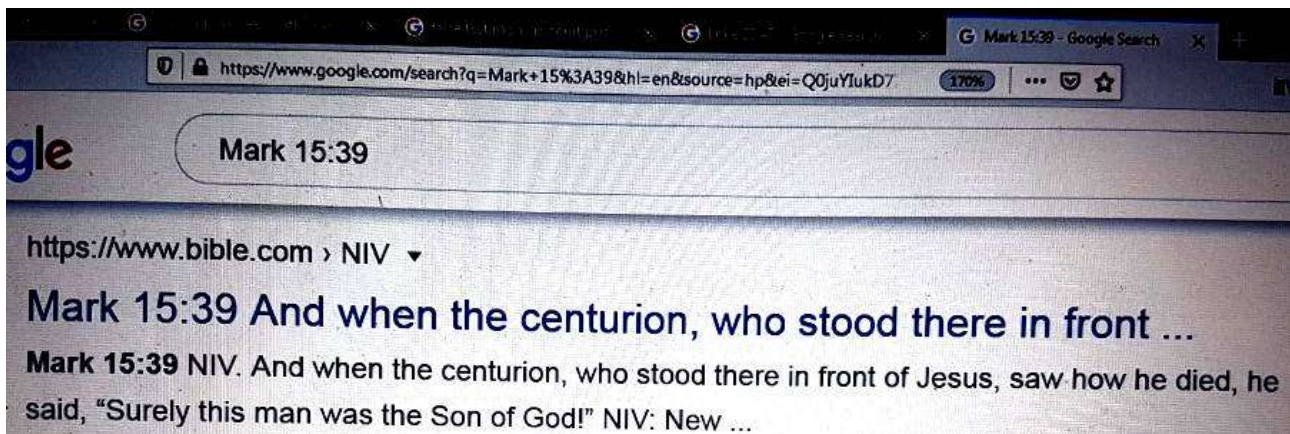 Mark 15:39 - Google Search
https://www.google.com/search?q=Mark+15%3A39&hl=en&source=hp&ei=Q0juYIukD7
170%
gle
Mark 15:39
https://www.bible.com › NIV
Mark 15:39 And when the centurion, who stood there in front ...
Mark 15:39 NIV. And when the centurion, who stood there in front of Jesus, saw how he died, he
said, “Surely this man was the Son of God!” NIV: New ...